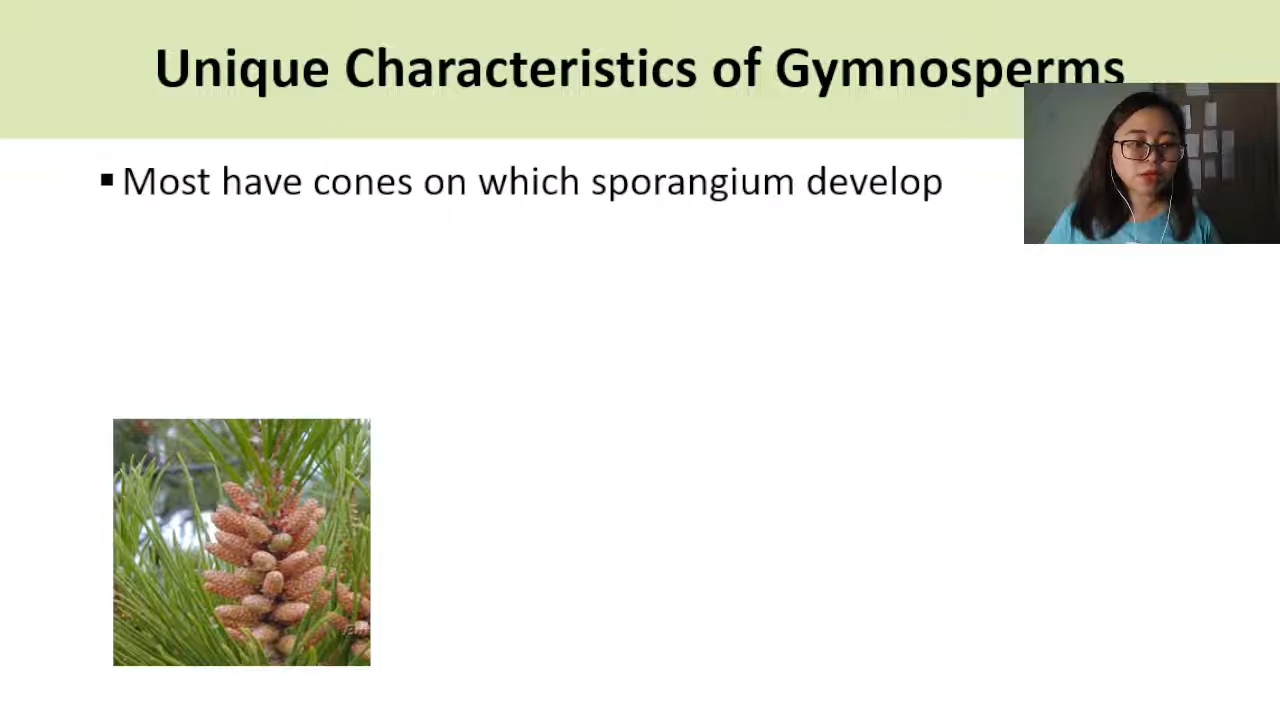 Unique Characteristics of Gymnosperms
▪ Most have cones on which sporangium develop